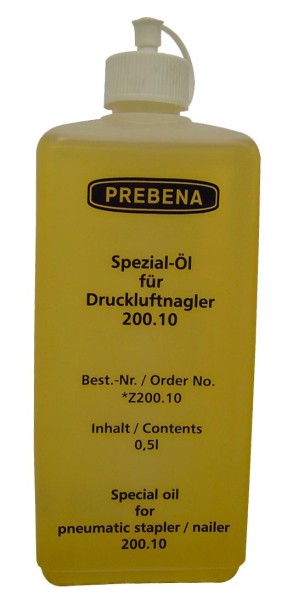 PREBENA
Spezial-Öl
für
Druckluftnagler
200.10
Best.-Nr. / Order No.
*Z200.10
Inhalt / Contents
0,5l
Special oil
for
pneumatic stapler / nailer
200.10